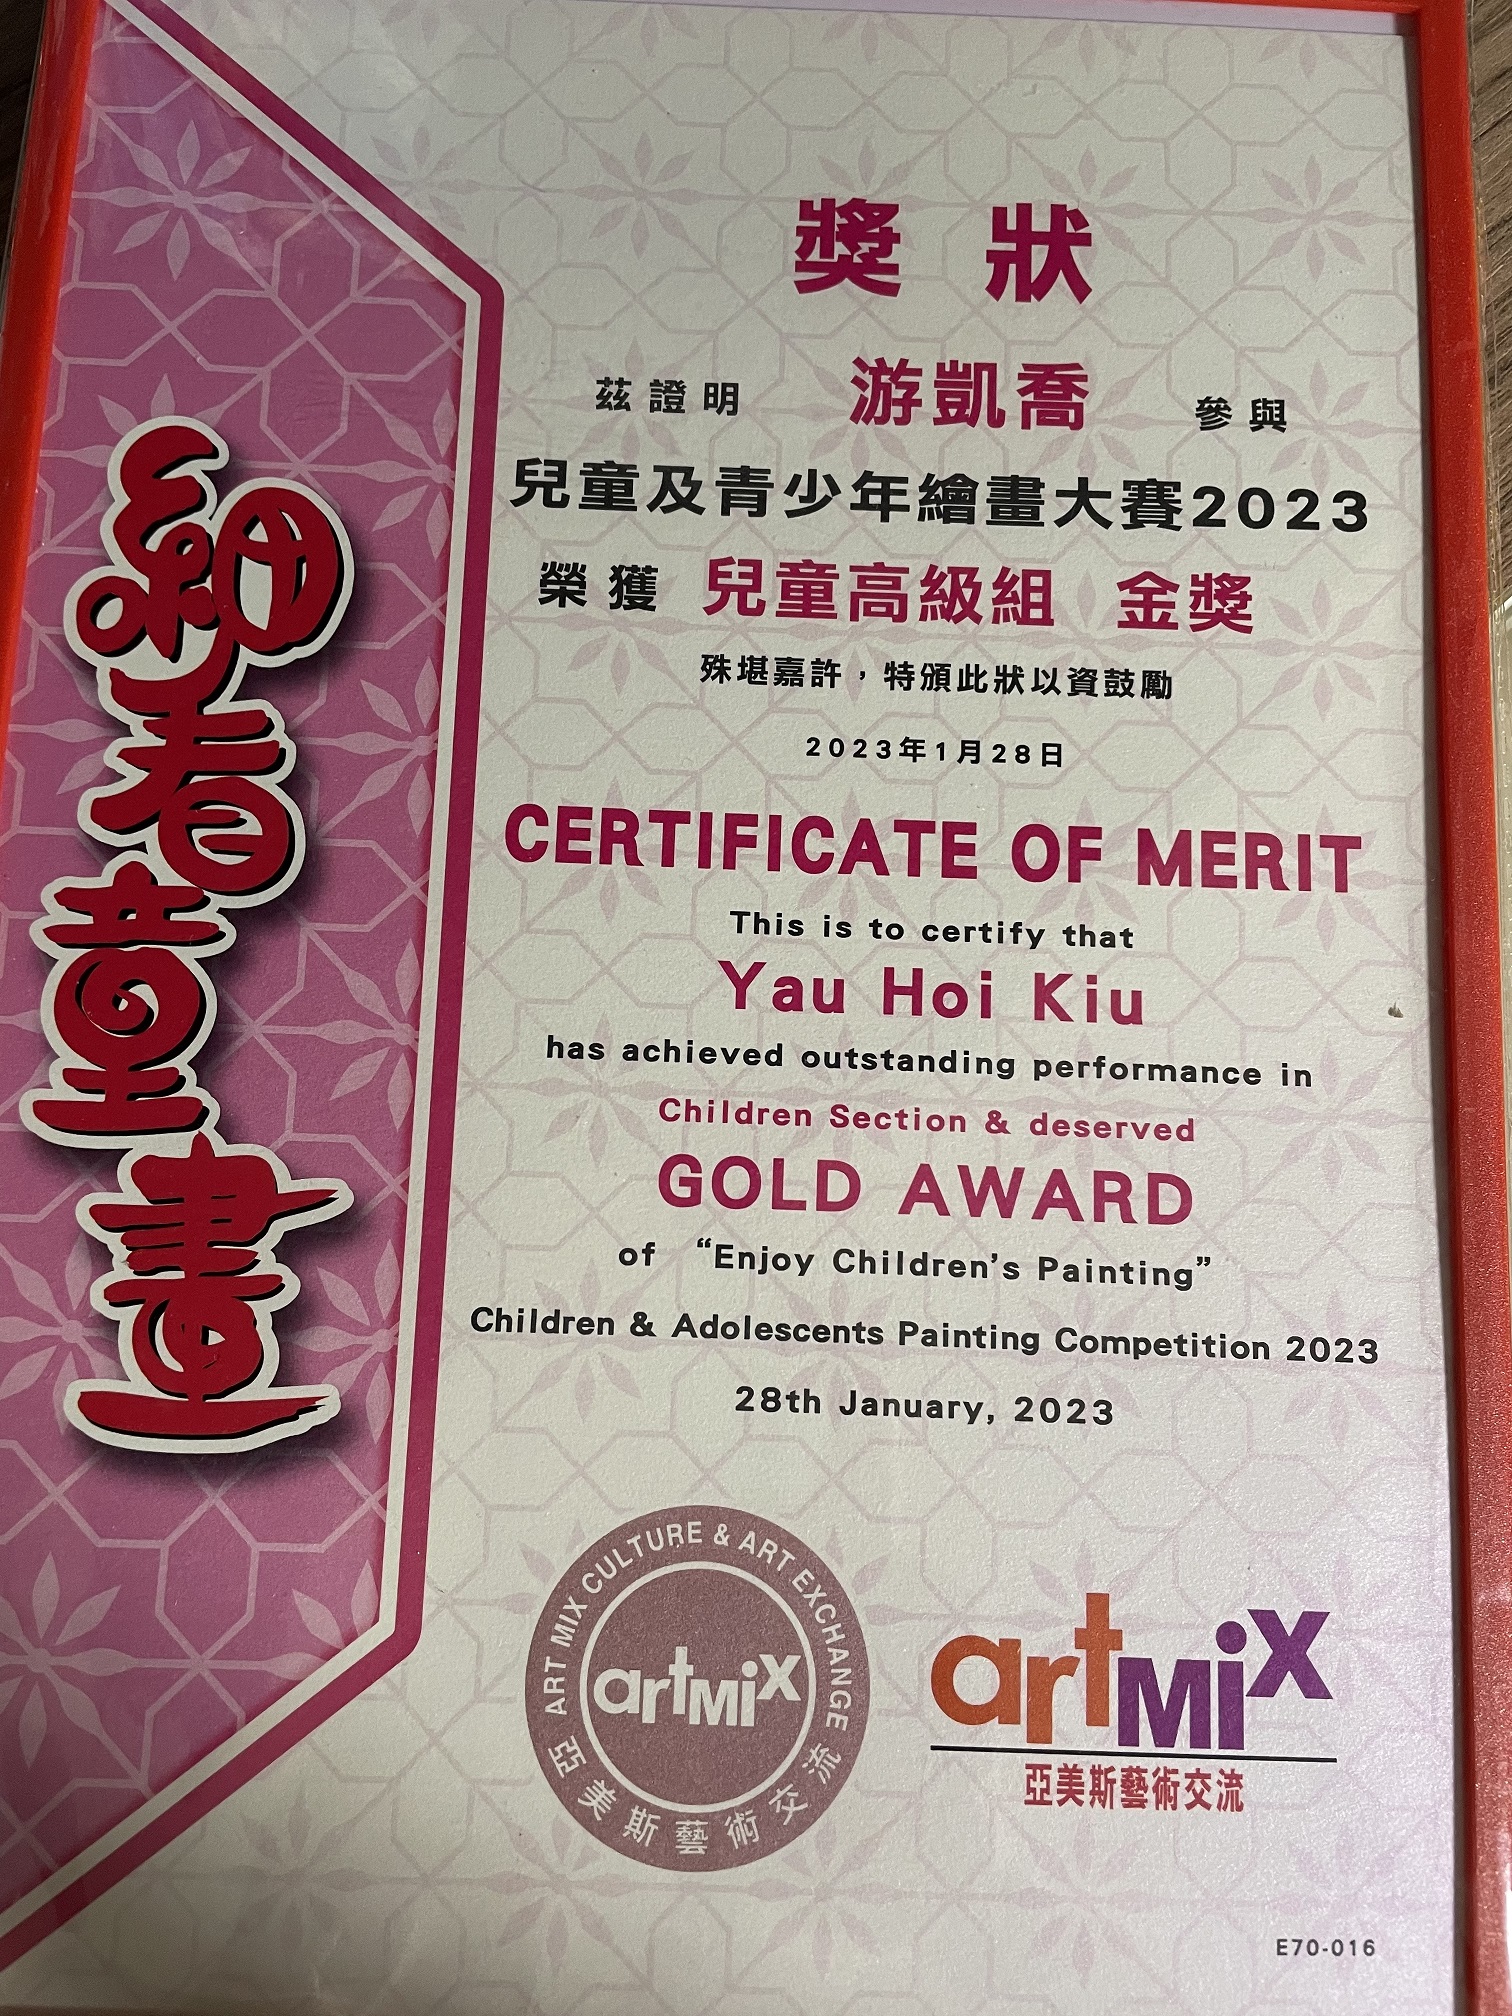 細看童畫
獎狀
茲證明 游凱喬 參與
兒童及青少年繪畫大賽2023
榮獲 兒童高級組 金獎
殊堪嘉許，特頒此狀以資鼓勵
2023年1月28日
CERTIFICATE OF MERIT
This is to certify that
Yau Hoi Kiu
has achieved outstanding performance in
Children Section & deserved
GOLD AWARD
of “Enjoy Children’s Painting”
Children & Adolescents Painting Competition 2023
28th January, 2023
ART MIX CULTURE & ART EXCHANGE
artMiX
亞美斯藝術交流
artMiX
亞美斯藝術交流
E70-016